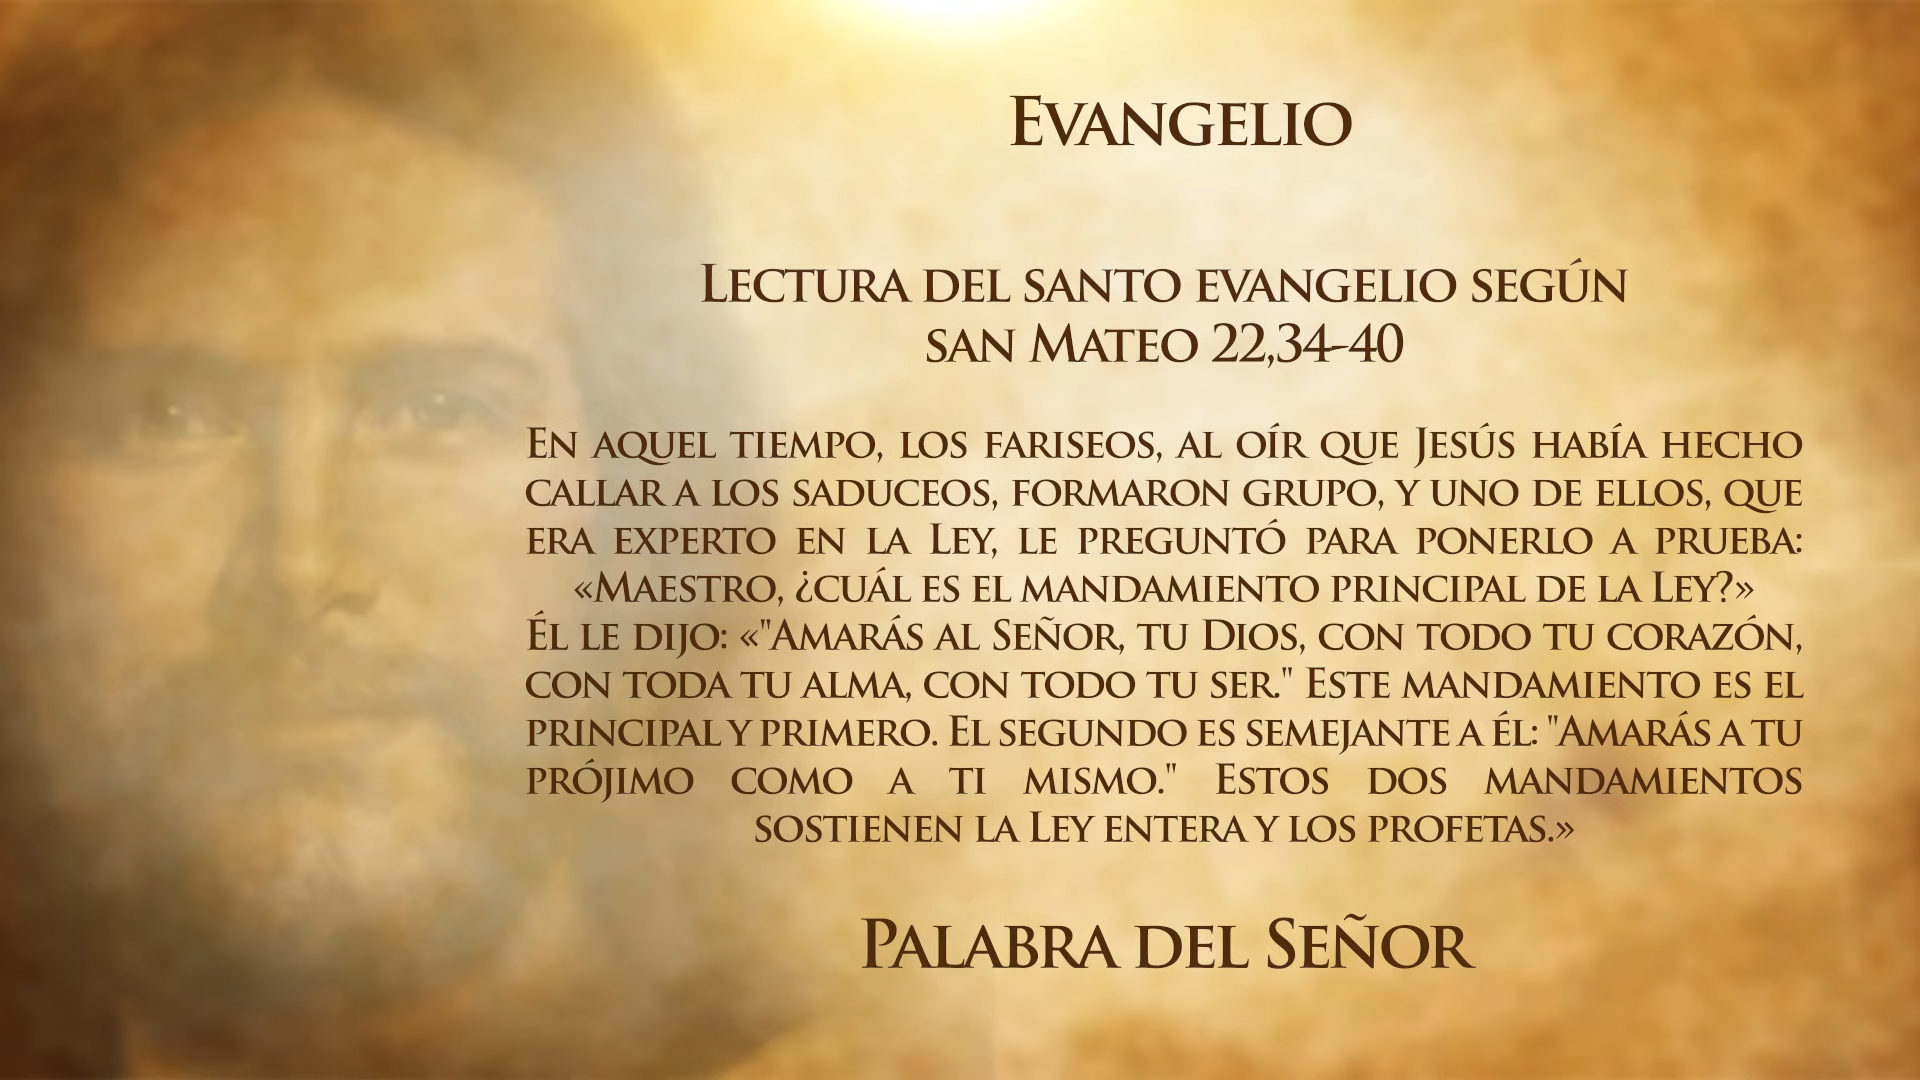 Evangelio
Lectura del santo evangelio según
san Mateo 22,34-40
En aquel tiempo, los fariseos, al oír que Jesús había hecho
callar a los saduceos, formaron grupo, y uno de ellos, que
era experto en la Ley, le preguntó para ponerlo a prueba:
«Maestro, ¿cuál es el mandamiento principal de la Ley?»
Él le dijo: «"Amarás al Señor, tu Dios, con todo tu corazón,
con toda tu alma, con todo tu ser." Este mandamiento es el
principal y primero. El segundo es semejante a él: "Amarás a tu
prójimo como a ti mismo." Estos dos mandamientos
sostienen la Ley entera y los profetas.»
Palabra del Señor